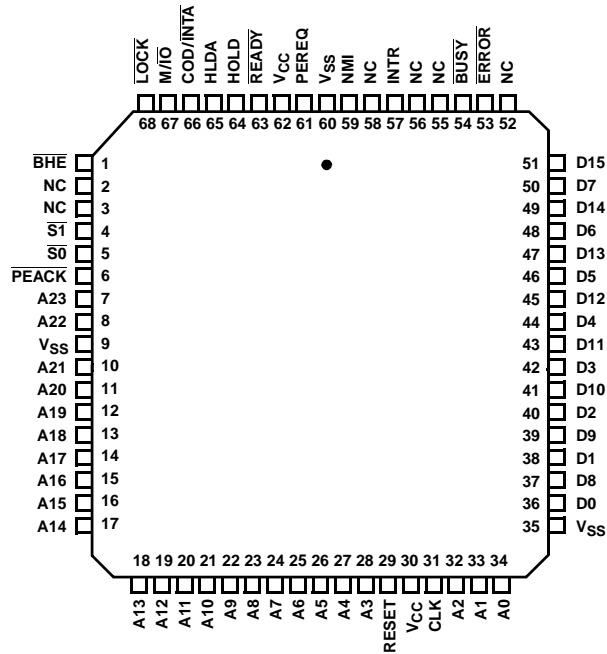 LOCK
M/IO
COD/INTA
HLDA
HOLD
READY
VCC
PEREQ
VSS
NMI
NC
INTR
NC
NC
BUSY
ERROR
NC
68 67 66 65 64 63 62 61 60 59 58 57 56 55 54 53 52
BHE 1
NC 2
NC 3
S1 4
S0 5
PEACK 6
A23 7
A22 8
VSS 9
A21 10
A20 11
A19 12
A18 13
A17 14
A16 15
A15 16
A14 17
51 D15
50 D7
49 D14
48 D6
47 D13
46 D5
45 D12
44 D4
43 D11
42 D3
41 D10
40 D2
39 D9
38 D1
37 D8
36 D0
35 VSS
18 19 20 21 22 23 24 25 26 27 28 29 30 31 32 33 34
A13
A12
A11
A10
A9
A8
A7
A6
A5
A4
A3
RESET
VCC
CLK
A2
A1
A0